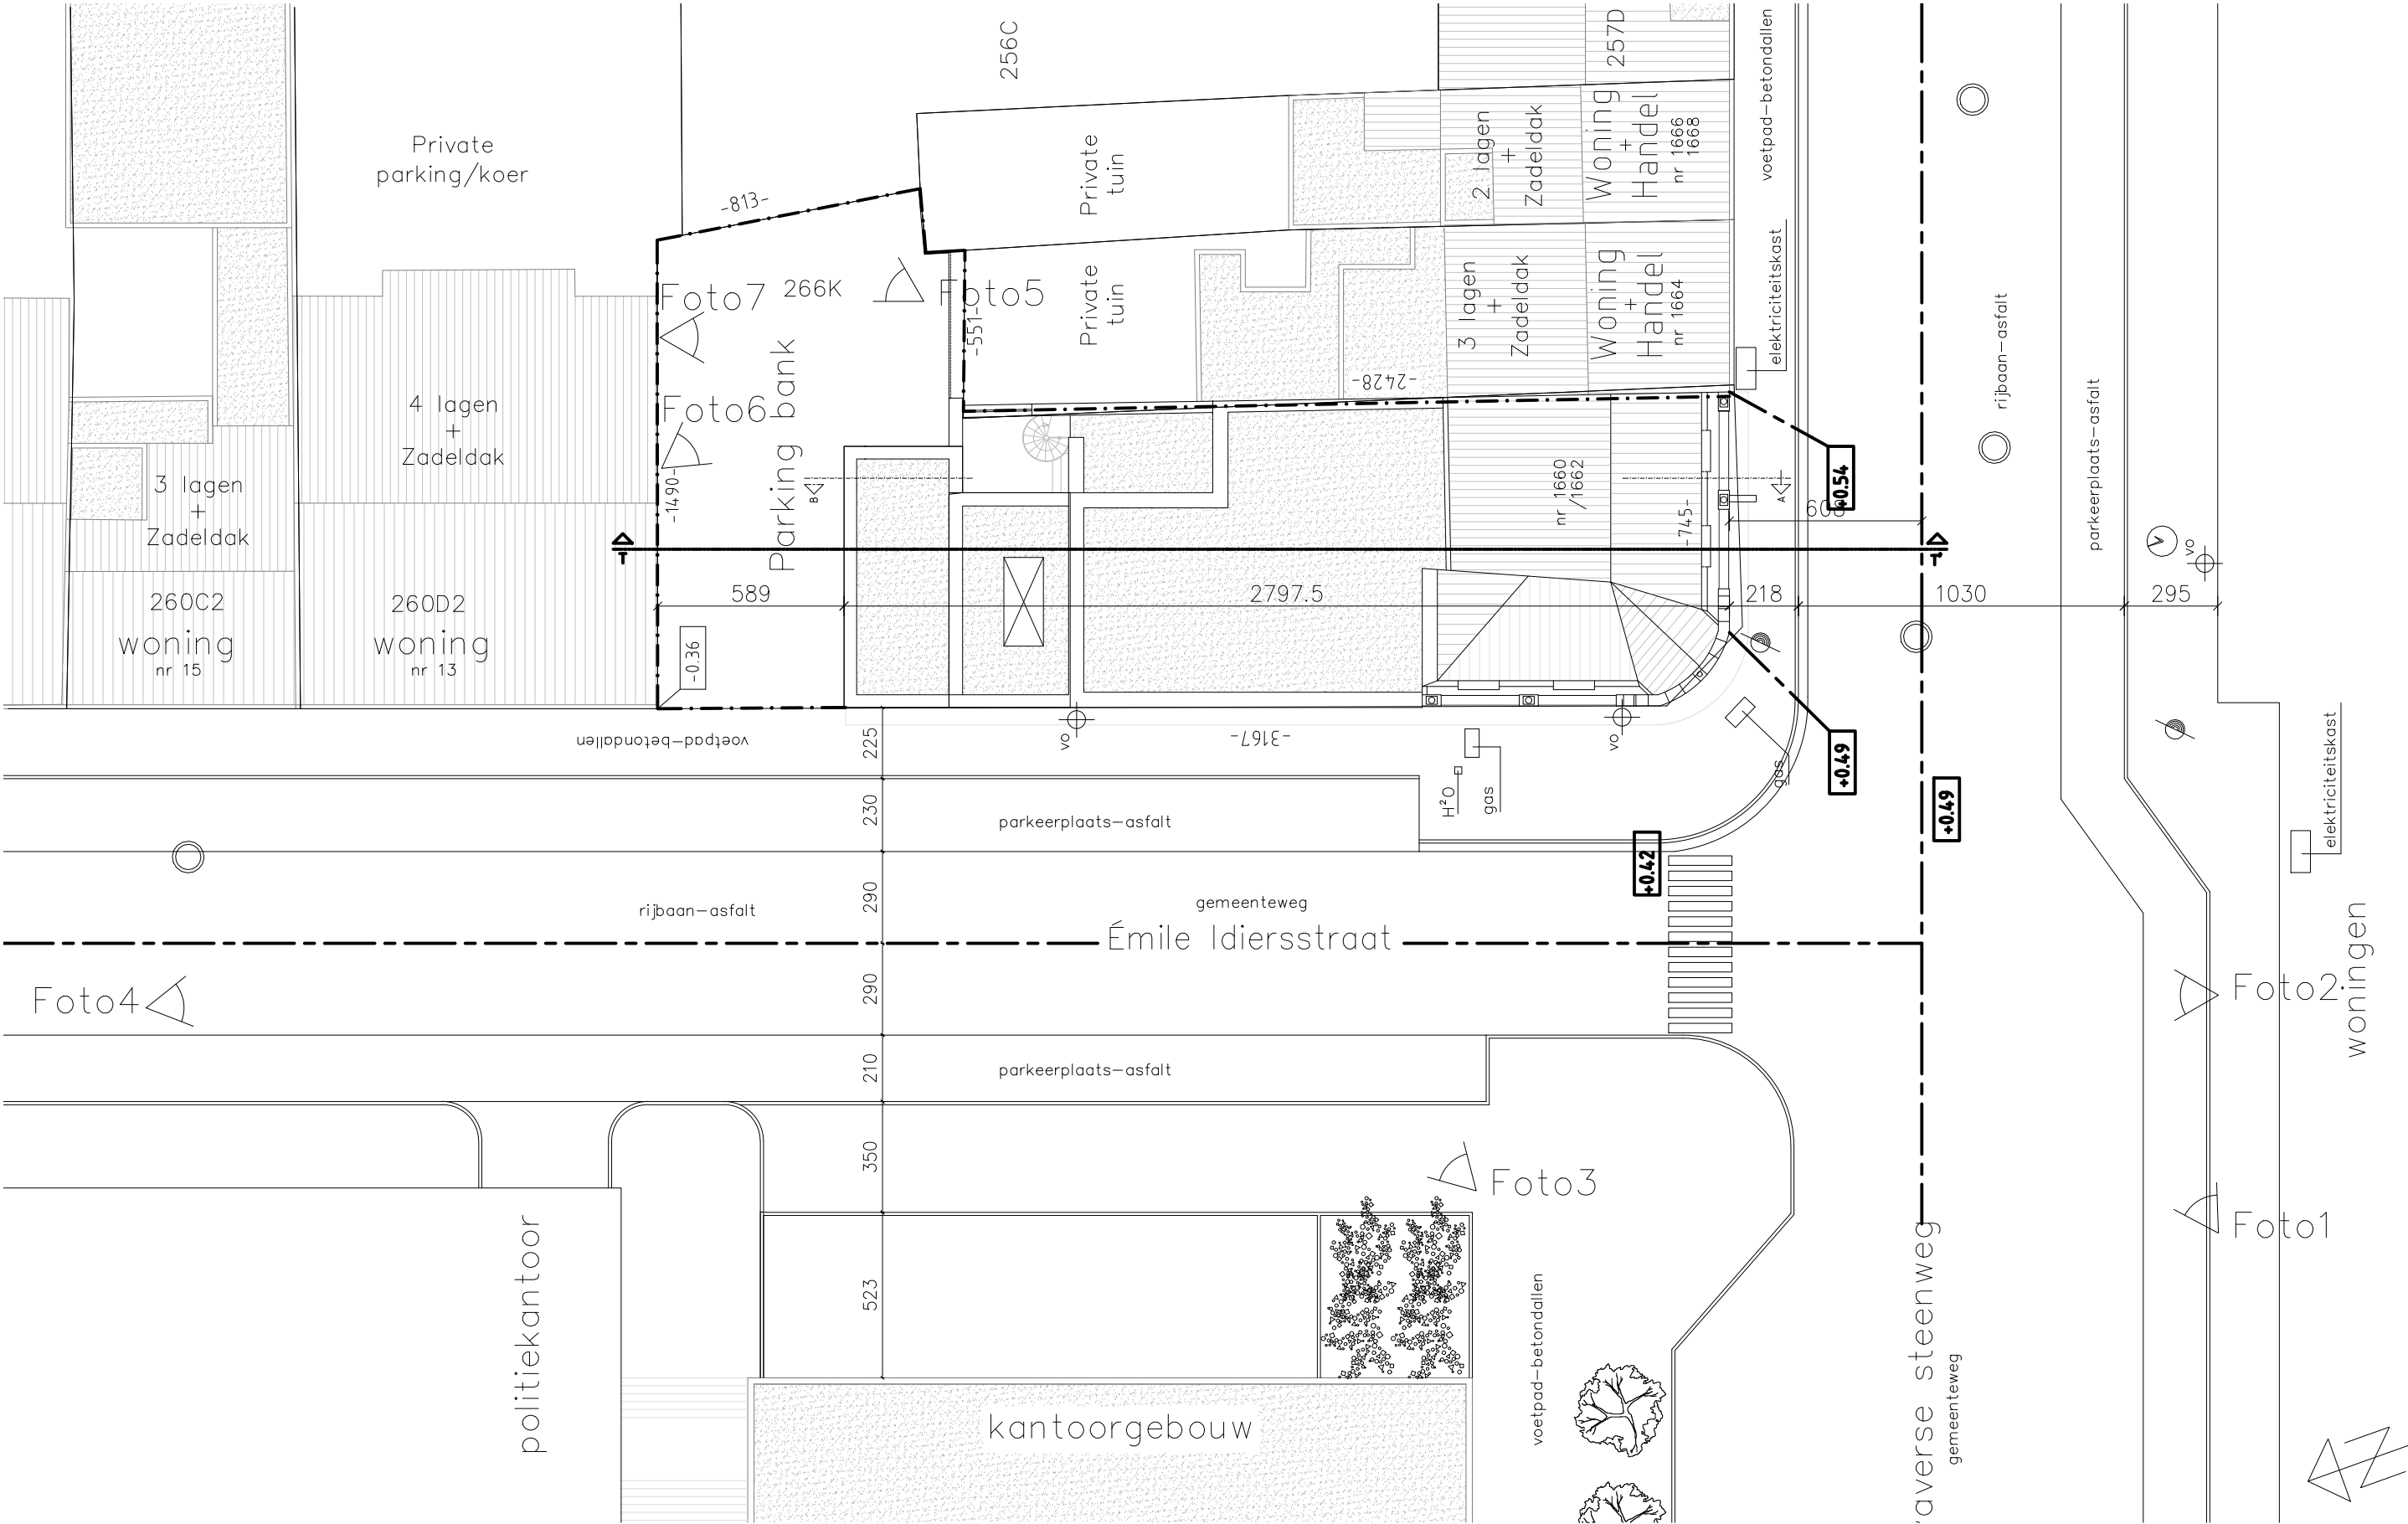 256C
257D
voetpad-betondallen
Private
parking/koer
Private
tuin
2 lagen
+
Zadeldak
Woning
+
Handel
nr 1666
1668
-813-
elektriciteitskast
Foto7
266K
Foto5
-551-
Private
tuin
3 lagen
+
Zadeldak
Woning
+
Handel
nr 1664
rijbaan-asfalt
parkeerplaats-asfalt
-2428-
4 lagen
+
Zadeldak
Foto6
Parking bank
-1490-
3 lagen
+
Zadeldak
B
nr 1660
/1662
-745-
A
+0.54
T
T'
vo
260C2
woning
nr 15
260D2
woning
nr 13
589
2797.5
218
1030
295
-0.36
voetpad-betondallen
225
vo
-3167-
vo
gas
+0.49
+0.49
elektriciteitskast
230
parkeerplaats-asfalt
H²O
gas
+0.42
rijbaan-asfalt
290
gemeenteweg
Émile Idiersstraat
Foto4
290
Foto2
woningen
210
parkeerplaats-asfalt
350
Foto3
Foto1
politiekantoor
523
voetpad-betondallen
averse steenweg
gemeenteweg
kantoorgebouw